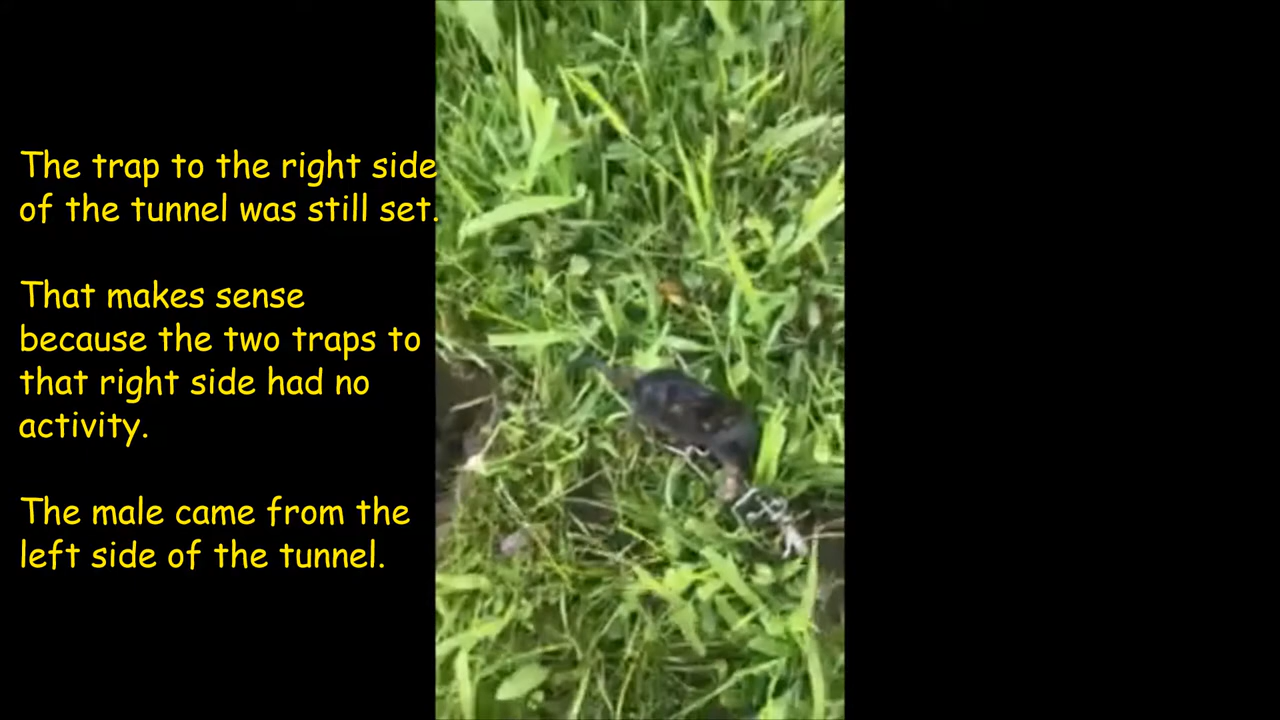 The trap to the right side
of the tunnel was still set.
That makes sense
because the two traps to
that right side had no
activity.
The male came from the
left side of the tunnel.